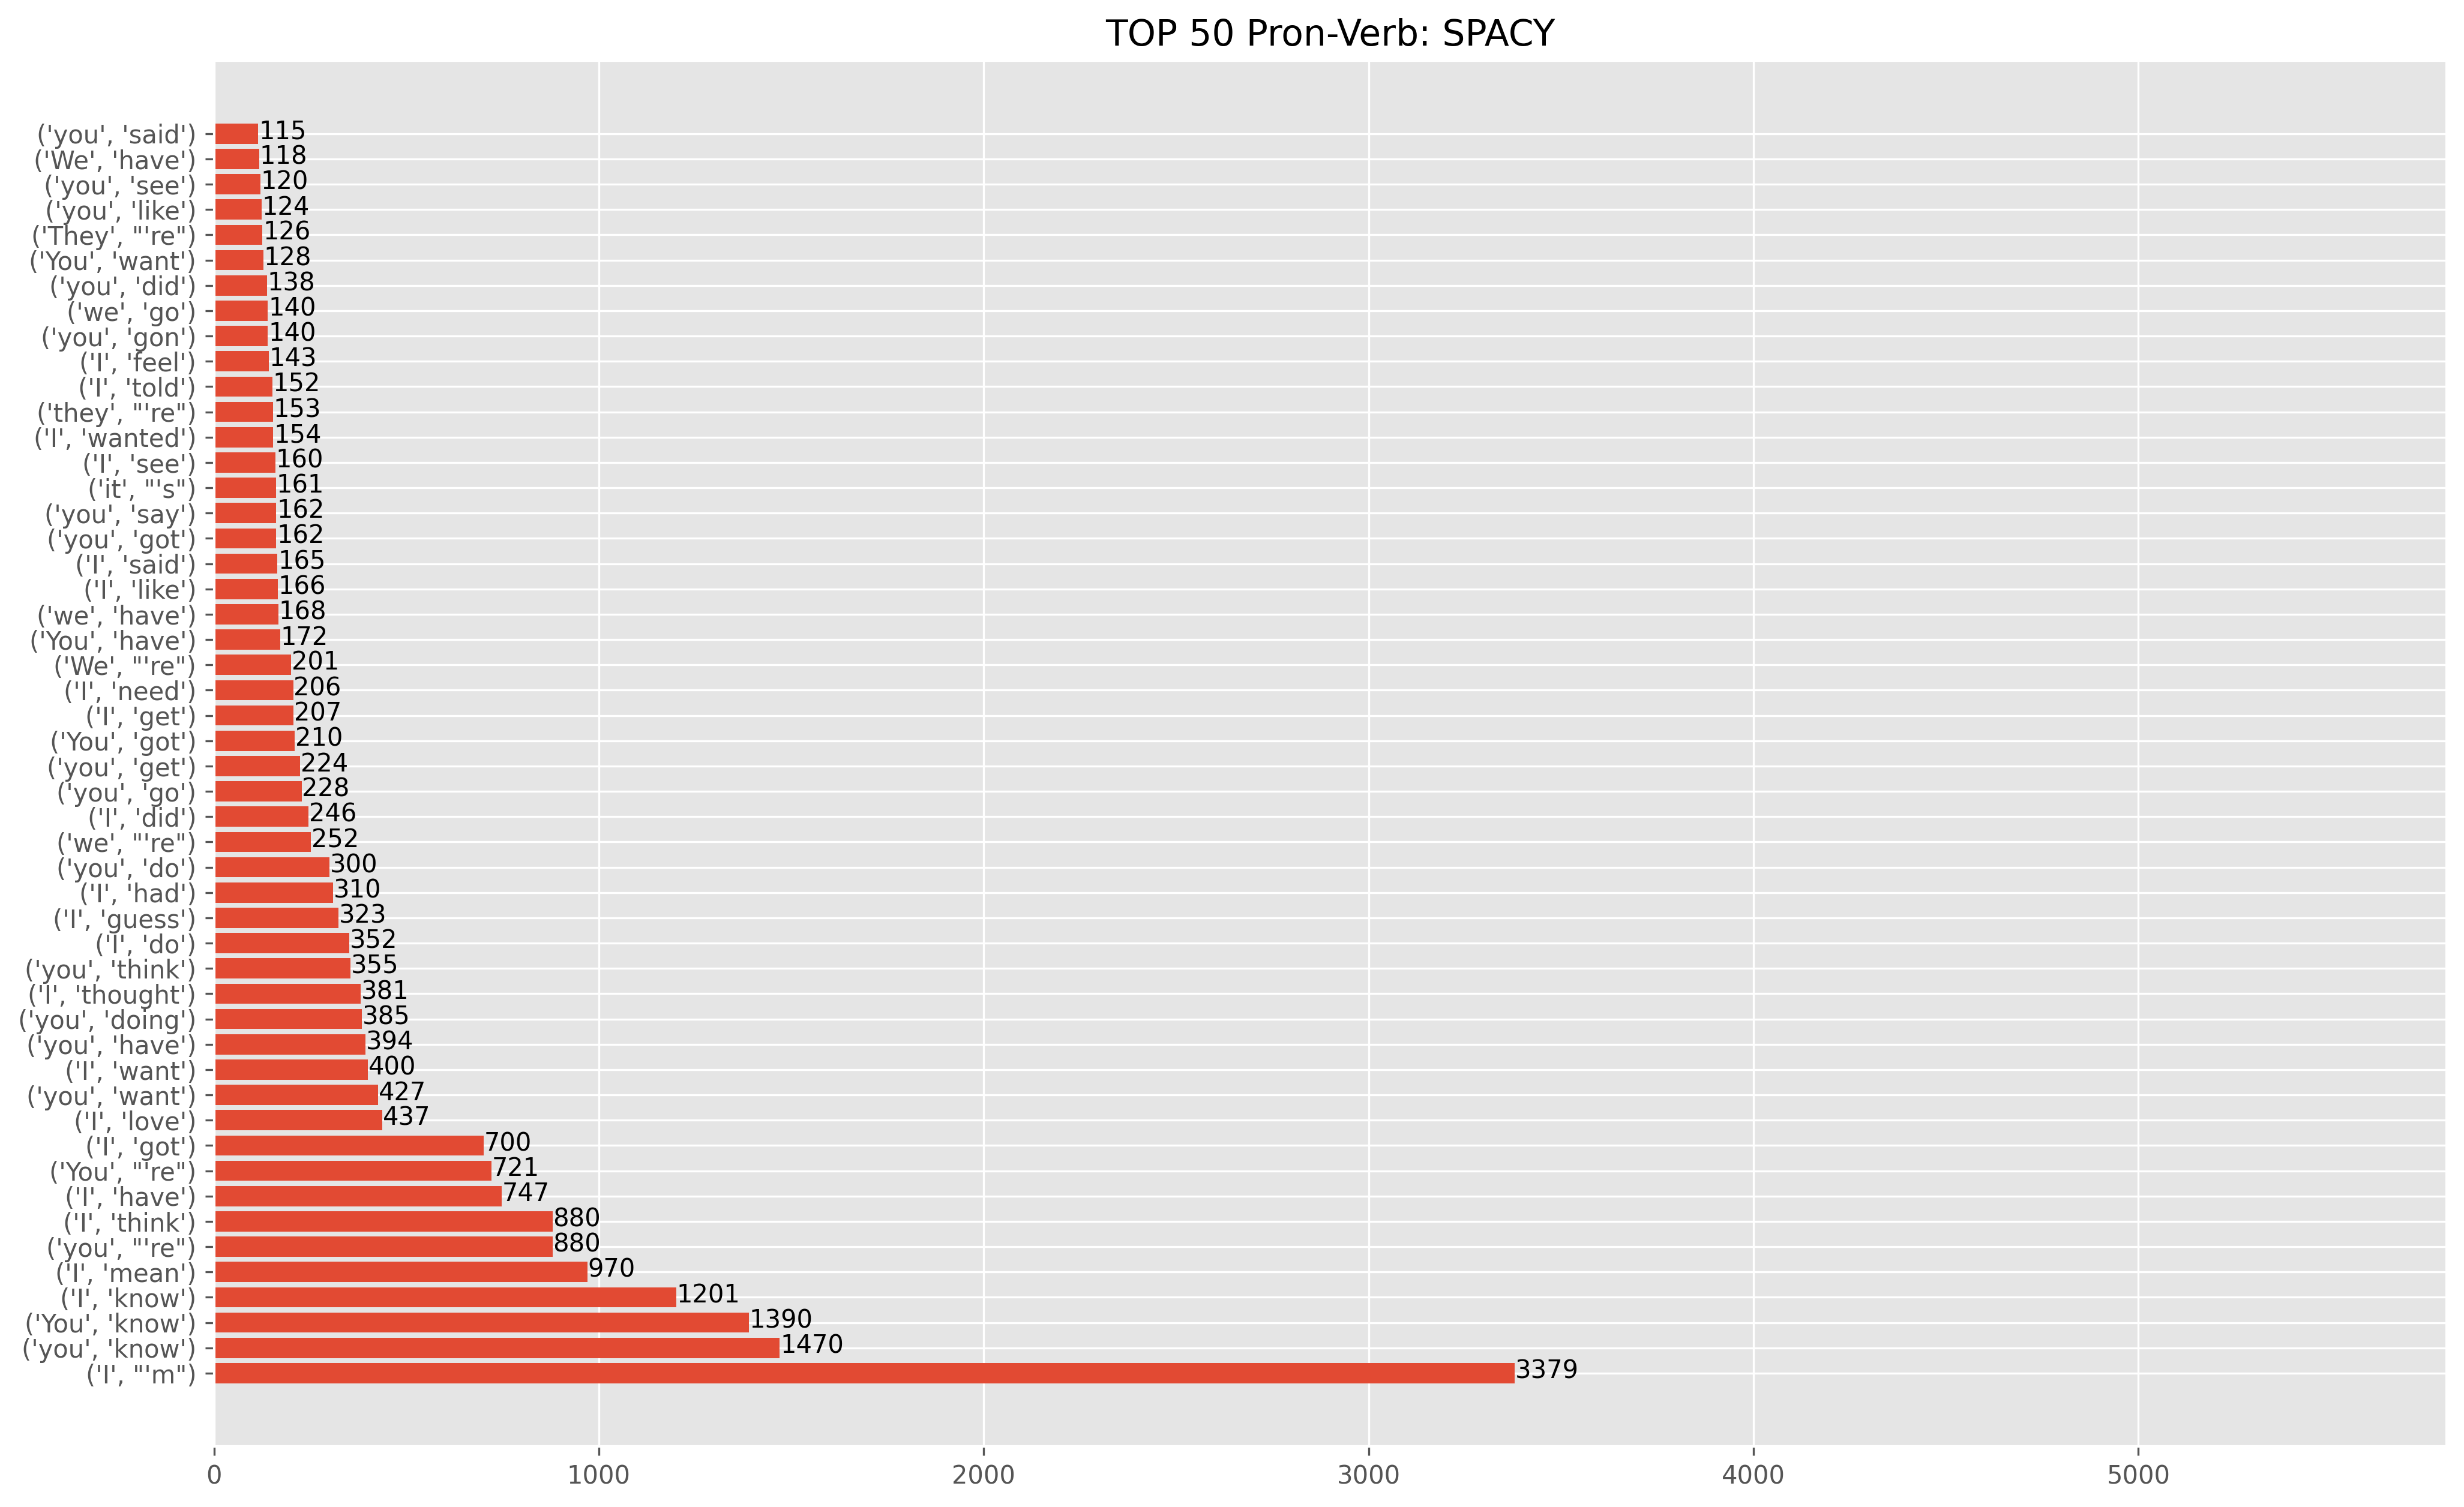 TOP 50 Pron-Verb: SPACY
('you', 'said') 115
('We', 'have') 118
('you', 'see') 120
('you', 'like') 124
('They', "'re") 126
('You', 'want') 128
('you', 'did') 138
('we', 'go') 140
('you', 'gon') 140
('I', 'feel') 143
('I', 'told') 152
('they', "'re") 153
('I', 'wanted') 154
('I', 'see') 160
('it', "'s") 161
('you', 'say') 162
('you', 'got') 162
('I', 'said') 165
('I', 'like') 166
('we', 'have') 168
('You', 'have') 172
('We', "'re") 201
('I', 'need') 206
('I', 'get') 207
('You', 'got') 210
('you', 'get') 224
('you', 'go') 228
('I', 'did') 246
('we', "'re") 252
('you', 'do') 300
('I', 'had') 310
('I', 'guess') 323
('I', 'do') 352
('you', 'think') 355
('I', 'thought') 381
('you', 'doing') 385
('you', 'have') 394
('I', 'want') 400
('you', 'want') 427
('I', 'love') 437
('I', 'got') 700
('You', "'re") 721
('I', 'have') 747
('I', 'think') 880
('you', "'re") 880
('I', 'mean') 970
('I', 'know') 1201
('You', 'know') 1390
('you', 'know') 1470
('I', "'m") 3379
0 1000 2000 3000 4000 5000